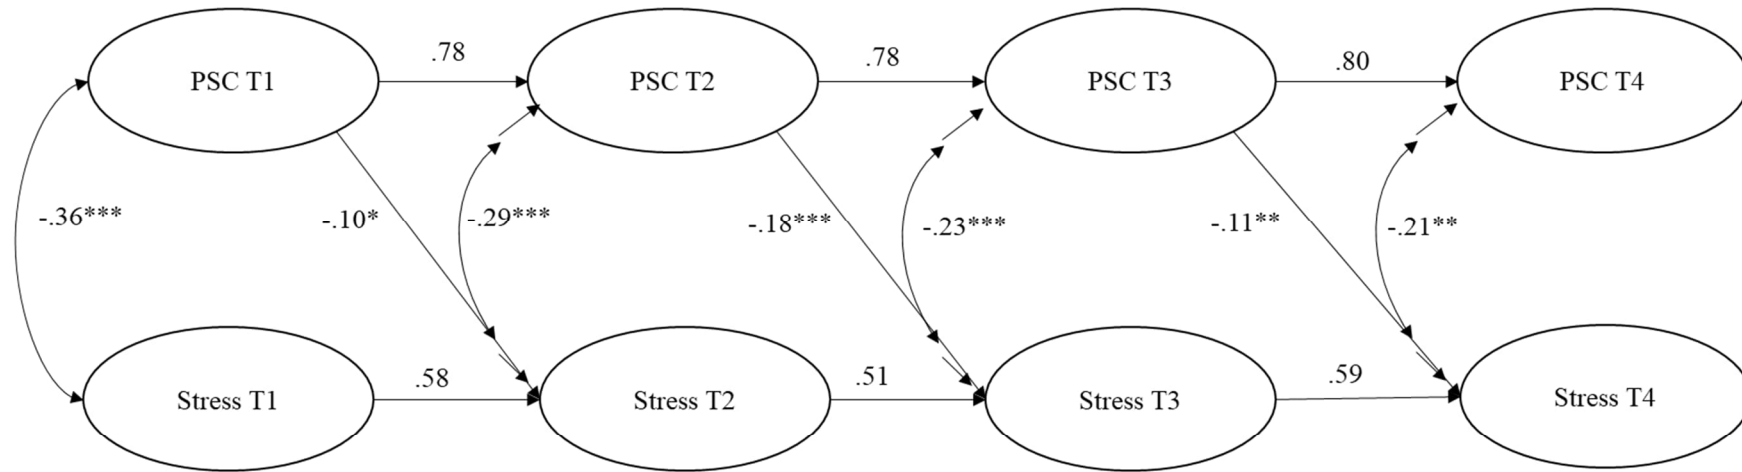 .78
.78
.80
PSC T1
PSC T2
PSC T3
PSC T4
-.36***
-.10*
-.29***
-.18***
-.23***
-.11**
-.21**
.58
.51
.59
Stress T1
Stress T2
Stress T3
Stress T4